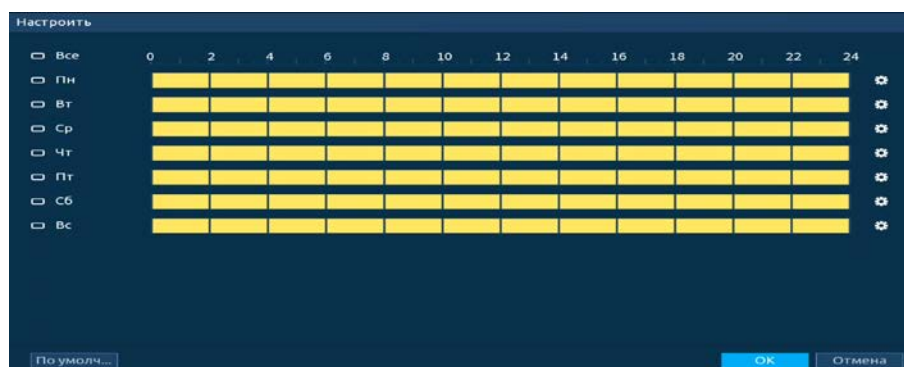 Настроить
Все 0 2 4 6 8 10 12 14 16 18 20 22 24
Пн
Вт
Ср
Чт
Пт
Сб
Вс
По умолч... OK Отмена